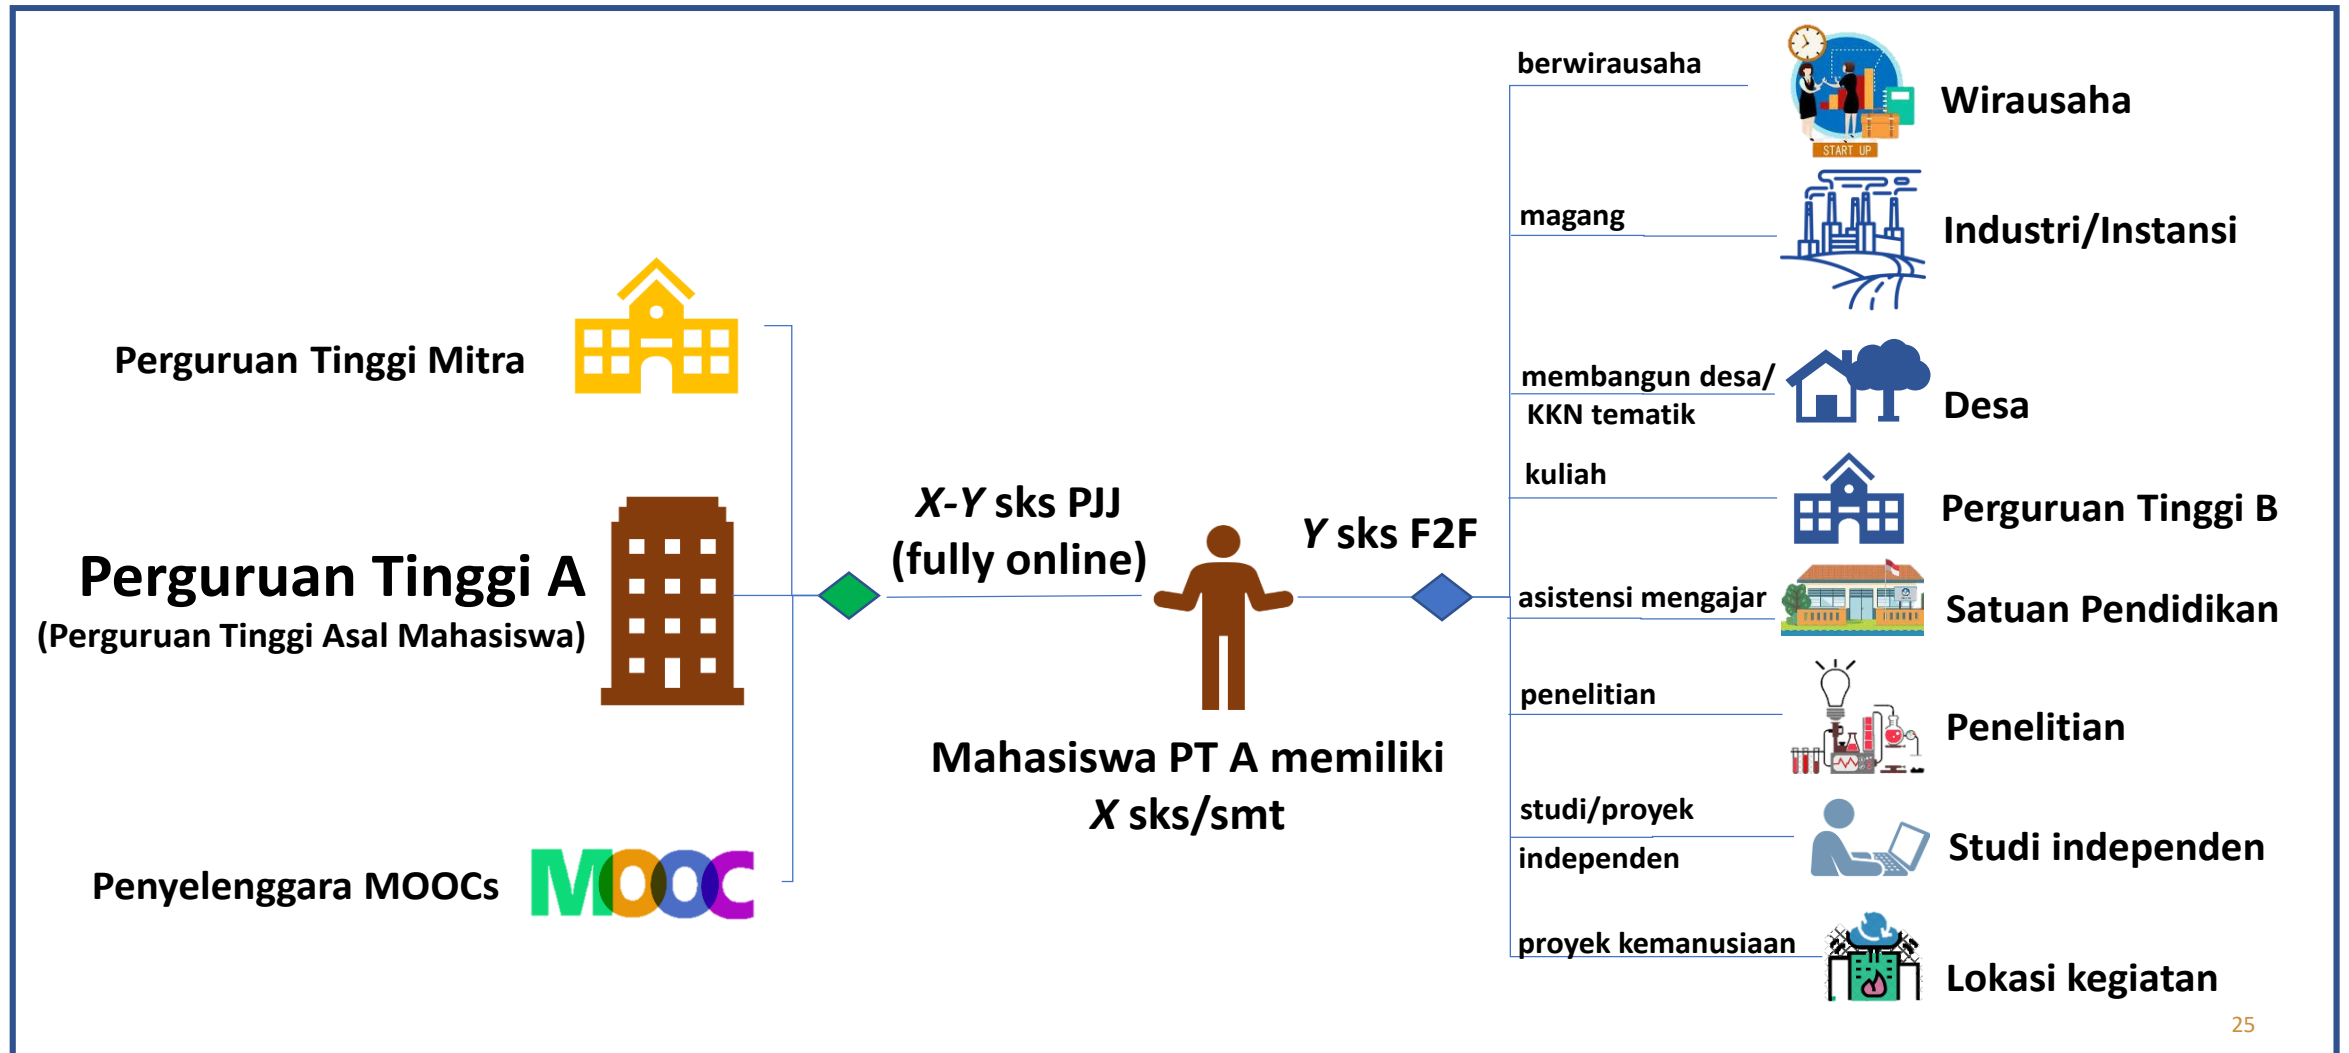 berwirausaha
START UP
Wirausaha
magang
Industri/Instansi
Perguruan Tinggi Mitra
membangun desa/
KKN tematik
Desa
kuliah
Perguruan Tinggi B
X-Y sks PJJ
(fully online)
Y sks F2F
Perguruan Tinggi A
(Perguruan Tinggi Asal Mahasiswa)
asistensi mengajar
Satuan Pendidikan
penelitian
Penelitian
Mahasiswa PT A memiliki
X sks/smt
studi/proyek
independen
Studi independen
Penyelenggara MOOCs
MOOC
proyek kemanusiaan
Lokasi kegiatan
25